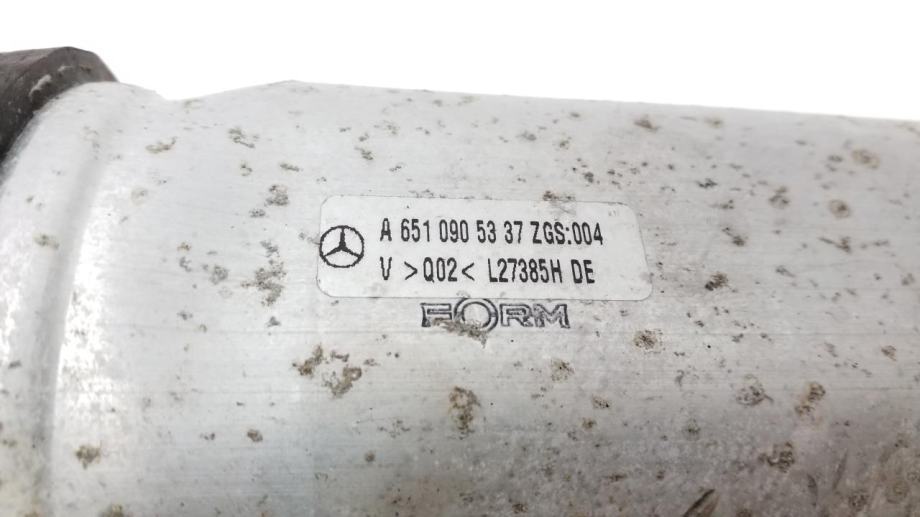 A 651 090 53 37 ZGS:004
V >Q02< L27385H DE
FORM